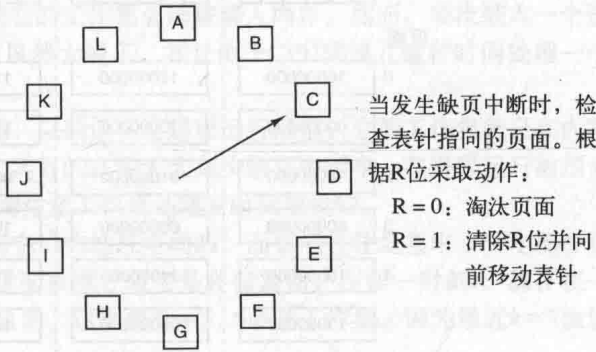 A
B
C
D
E
F
G
H
I
J
K
L
当发生缺页中断时，检
查表针指向的页面。根
据R位采取动作：
R = 0：淘汰页面
R = 1：清除R位并向
前移动表针